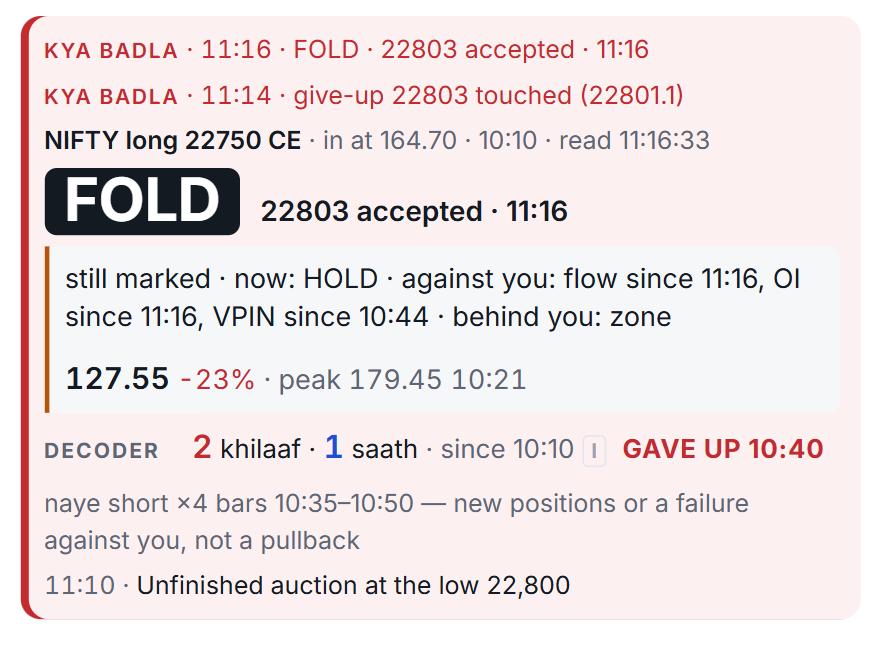 KYA BADLA · 11:16 · FOLD · 22803 accepted · 11:16
KYA BADLA · 11:14 · give-up 22803 touched (22801.1)
NIFTY long 22750 CE · in at 164.70 · 10:10 · read 11:16:33
FOLD 22803 accepted · 11:16
still marked · now: HOLD · against you: flow since 11:16, OI
since 11:16, VPIN since 10:44 · behind you: zone
127.55 -23% · peak 179.45 10:21
DECODER 2 khilaaf · 1 saath · since 10:10 I GAVE UP 10:40
naye short ×4 bars 10:35–10:50 — new positions or a failure
against you, not a pullback
11:10 · Unfinished auction at the low 22,800